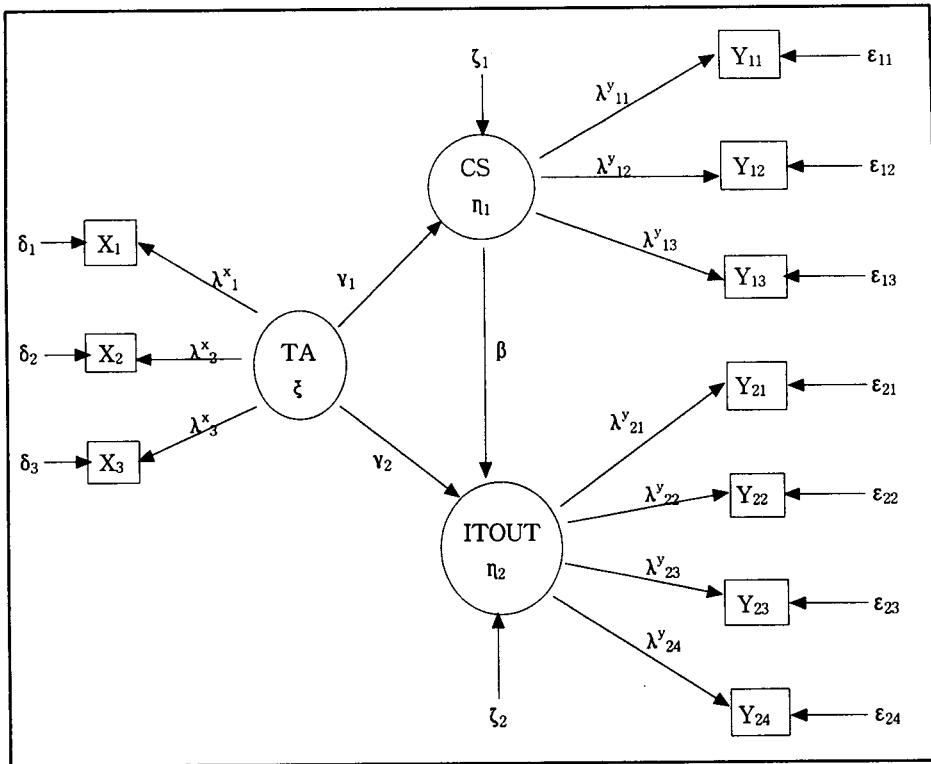 ζ₁
Y₁₁
ε₁₁
λʸ₁₁
CS
η₁
λʸ₁₂
Y₁₂
ε₁₂
λʸ₁₃
Y₁₃
ε₁₃
δ₁
X₁
λˣ₁
γ₁
δ₂
X₂
λˣ₂
TA
ξ
β
δ₃
X₃
λˣ₃
γ₂
λʸ₂₁
Y₂₁
ε₂₁
ITOUT
η₂
λʸ₂₂
Y₂₂
ε₂₂
λʸ₂₃
Y₂₃
ε₂₃
λʸ₂₄
Y₂₄
ε₂₄
ζ₂